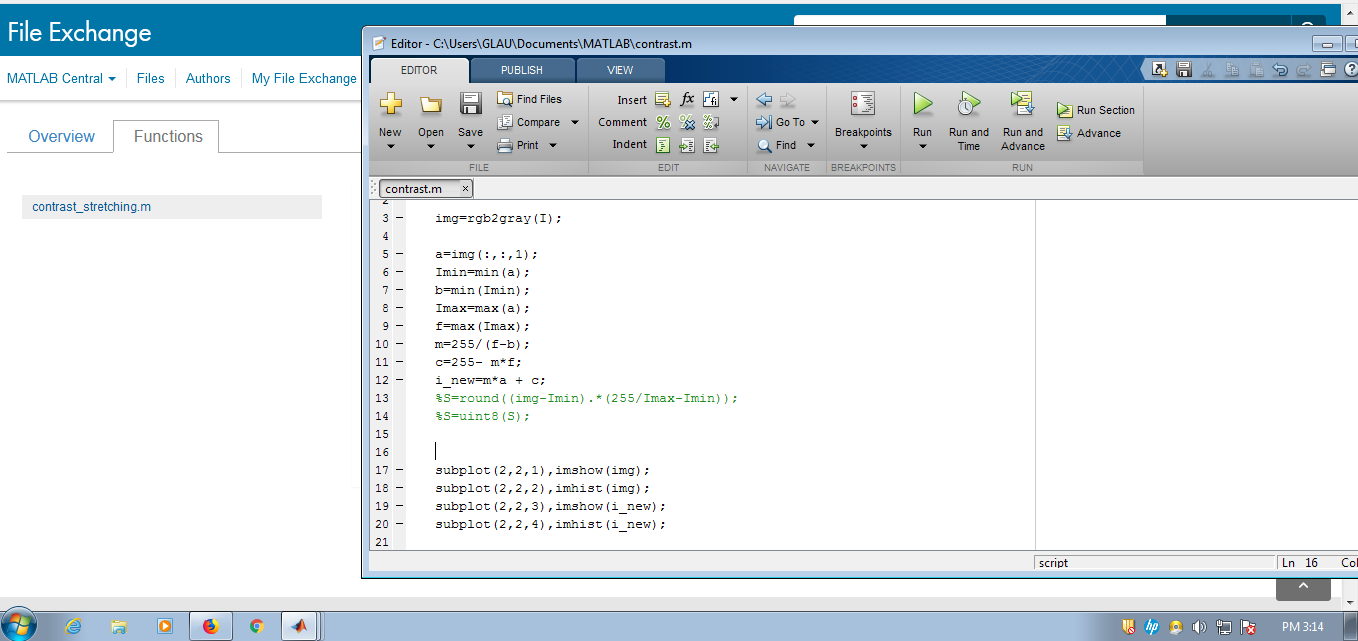 File Exchange
MATLAB Central
Files
Authors
My File Exchange
Overview
Functions
contrast_stretching.m
Editor - C:\Users\GLAU\Documents\MATLAB\contrast.m
EDITOR
PUBLISH
VIEW
New
Open
Save
Find Files
Compare
Print
FILE
Insert
fx
Comment
Indent
EDIT
Go To
Find
NAVIGATE
Breakpoints
BREAKPOINTS
Run
Run and
Time
Run and
Advance
Run Section
Advance
RUN
contrast.m
2
3 img=rgb2gray(I);
4
5 a=img(:,:,1);
6 Imin=min(a);
7 b=min(Imin);
8 Imax=max(a);
9 f=max(Imax);
10 m=255/(f-b);
11 c=255- m*f;
12 i_new=m*a + c;
13 %S=round((img-Imin).*(255/Imax-Imin));
14 %S=uint8(S);
15
16
17 subplot(2,2,1),imshow(img);
18 subplot(2,2,2),imhist(img);
19 subplot(2,2,3),imshow(i_new);
20 subplot(2,2,4),imhist(i_new);
21
script
Ln 16 Col
hp
PM 3:14